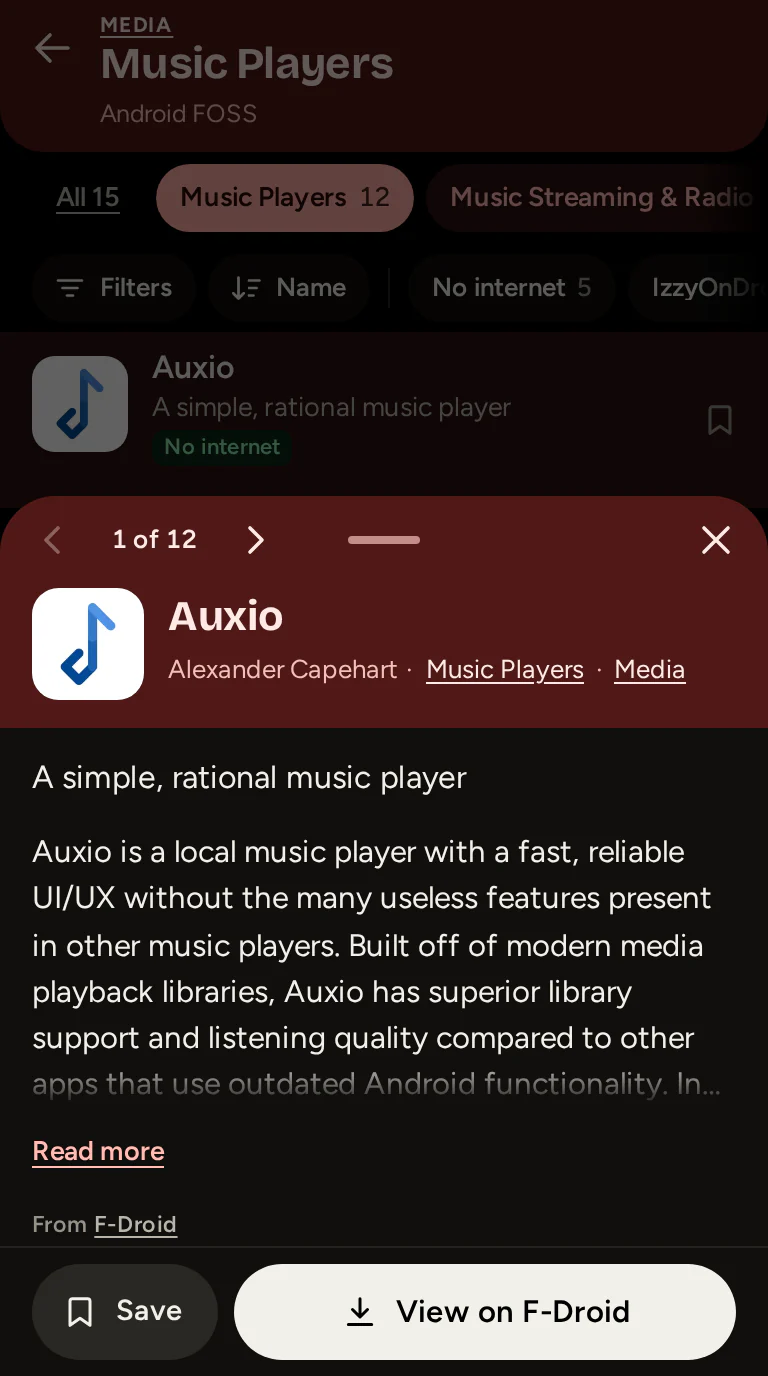 MEDIA
Music Players
Android FOSS
All 15
Music Players 12
Music Streaming & Radio
Filters
Name
No internet 5
IzzyOnDr
Auxio
A simple, rational music player
No internet
1 of 12
Auxio
Alexander Capehart · Music Players · Media
A simple, rational music player
Auxio is a local music player with a fast, reliable
UI/UX without the many useless features present
in other music players. Built off of modern media
playback libraries, Auxio has superior library
support and listening quality compared to other
apps that use outdated Android functionality. In...
Read more
From F-Droid
Save
View on F-Droid